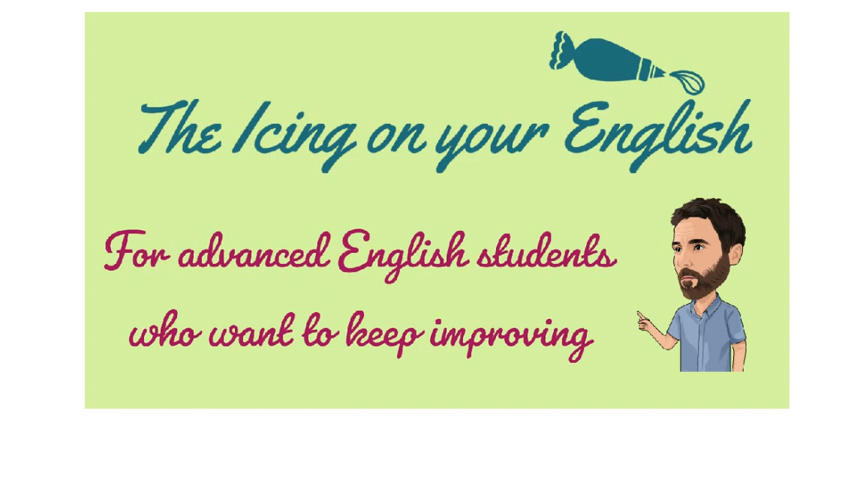 The Icing on your English
For advanced English students
who want to keep improving